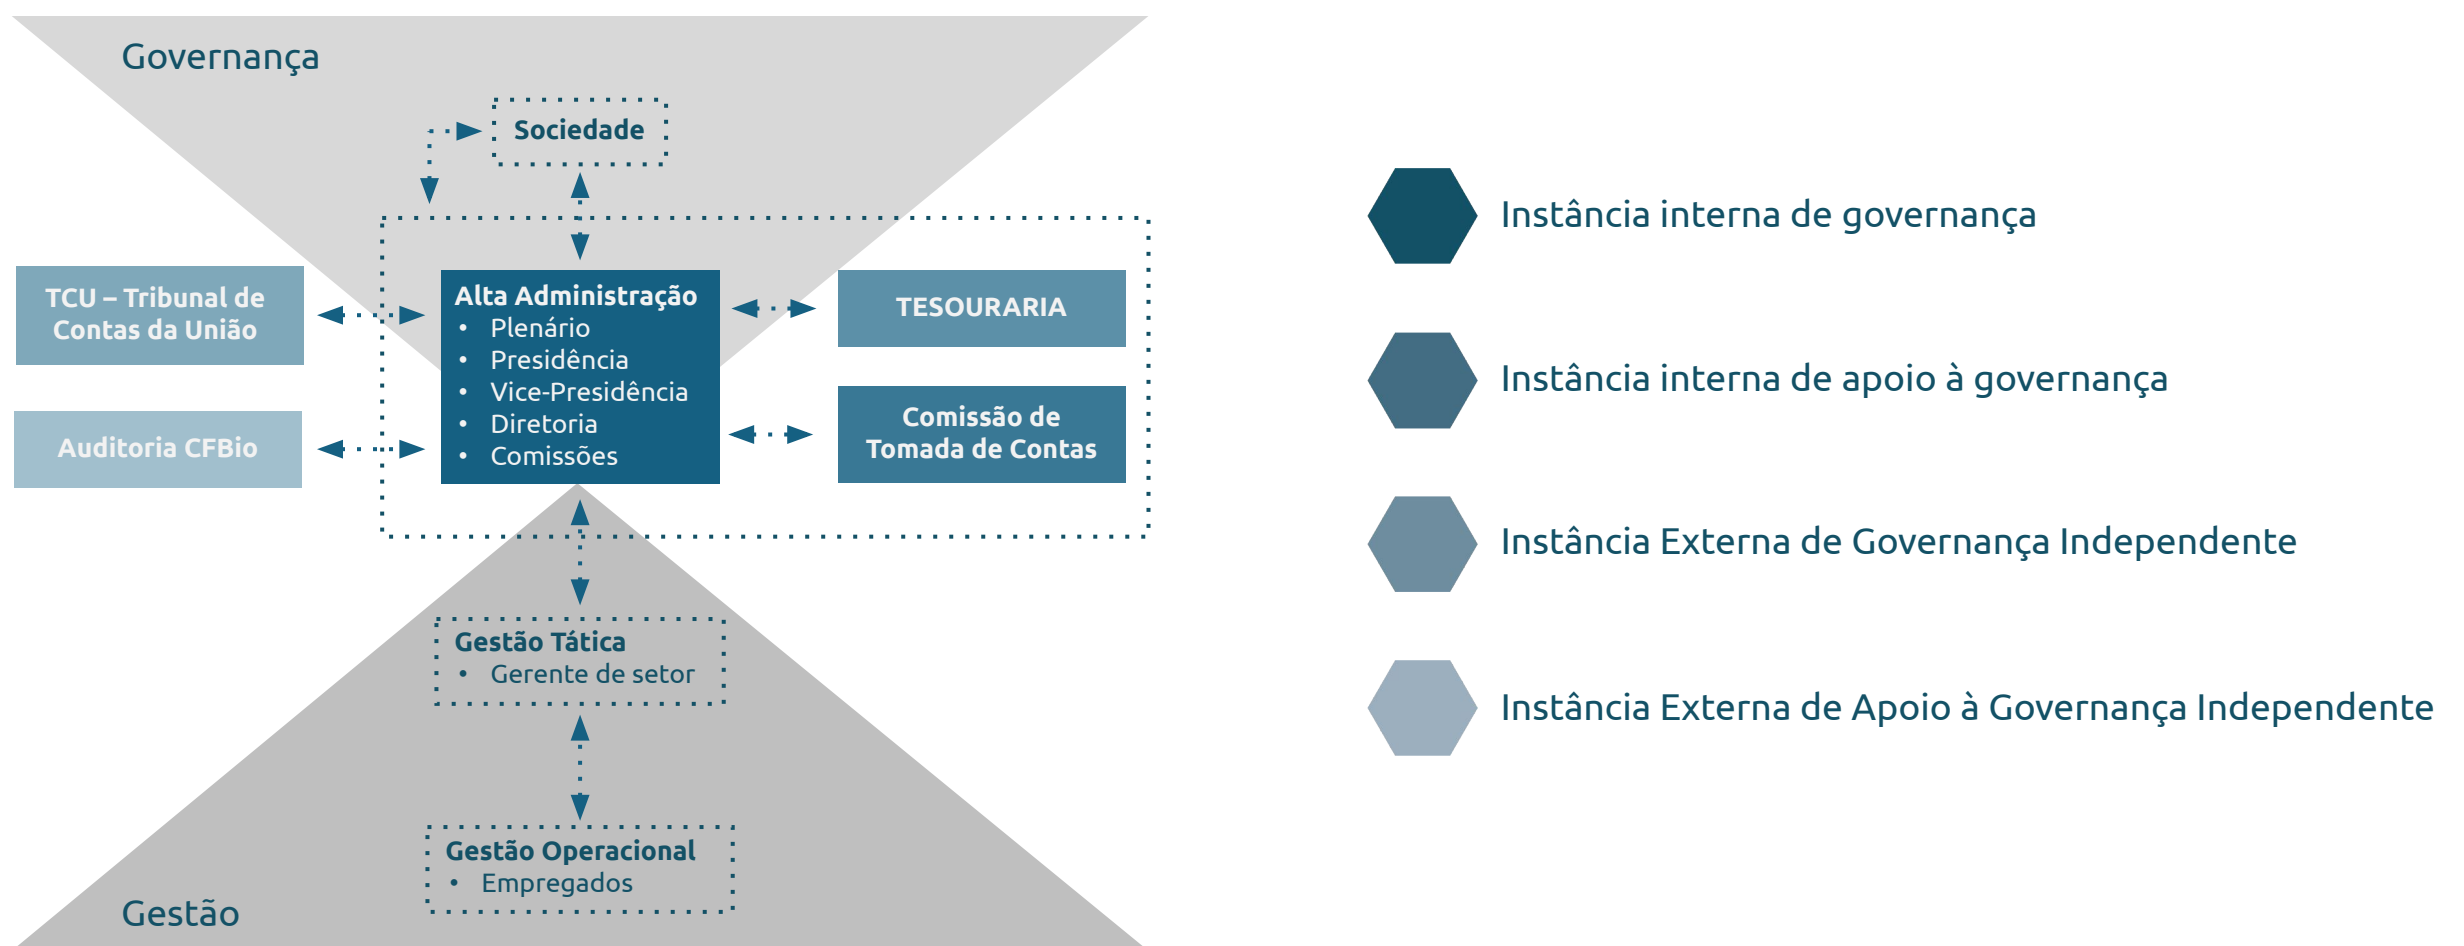 Governança
Sociedade
TCU – Tribunal de
Contas da União
Auditoria CFBio
Alta Administração
• Plenário
• Presidência
• Vice-Presidência
• Diretoria
• Comissões
TESOURARIA
Comissão de
Tomada de Contas
Gestão Tática
• Gerente de setor
Gestão Operacional
• Empregados
Gestão
Instância interna de governança
Instância interna de apoio à governança
Instância Externa de Governança Independente
Instância Externa de Apoio à Governança Independente